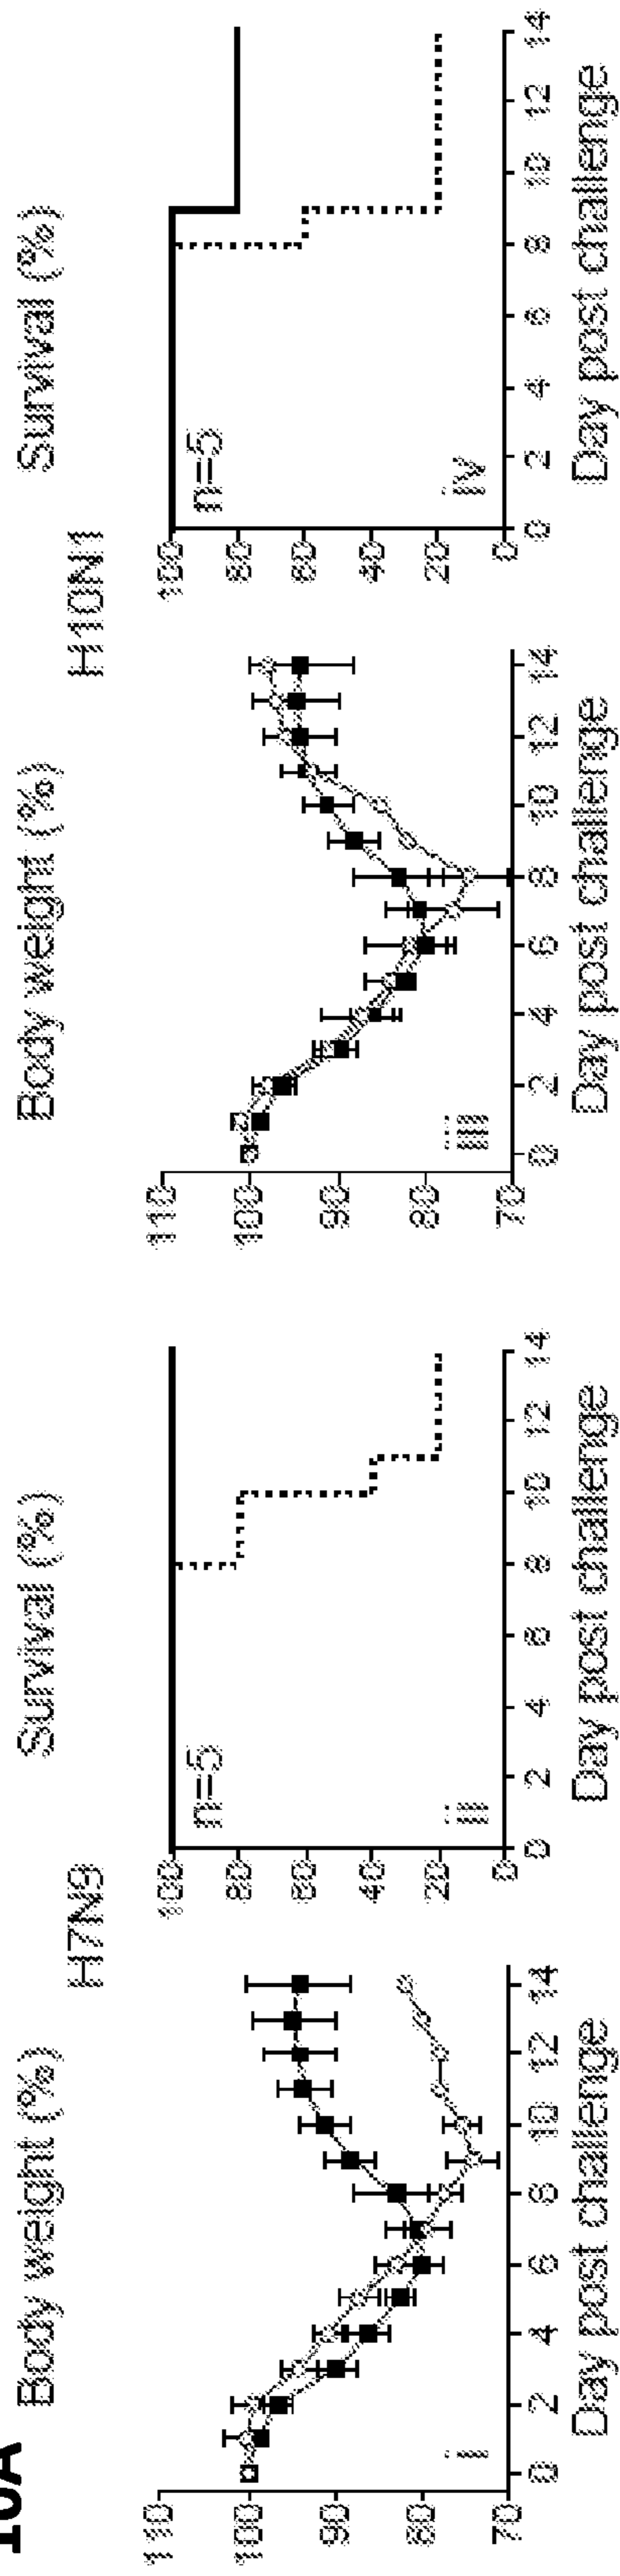 10A
H7N9
Body weight (%)
110
100
90
80
70
i
0 2 4 6 8 10 12 14
Day post challenge
Survival (%)
100
80
60
40
20
0
n=5
ii
0 2 4 6 8 10 12 14
Day post challenge
H10N1
Body weight (%)
110
100
90
80
70
iii
0 2 4 6 8 10 12 14
Day post challenge
Survival (%)
100
80
60
40
20
0
n=5
iv
0 2 4 6 8 10 12 14
Day post challenge